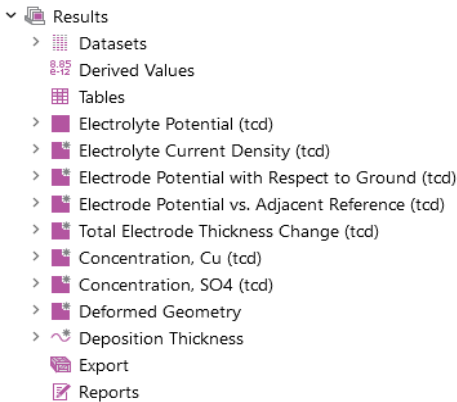 Results
Datasets
8.85
e-12 Derived Values
Tables
Electrolyte Potential (tcd)
Electrolyte Current Density (tcd)
Electrode Potential with Respect to Ground (tcd)
Electrode Potential vs. Adjacent Reference (tcd)
Total Electrode Thickness Change (tcd)
Concentration, Cu (tcd)
Concentration, SO4 (tcd)
Deformed Geometry
Deposition Thickness
Export
Reports